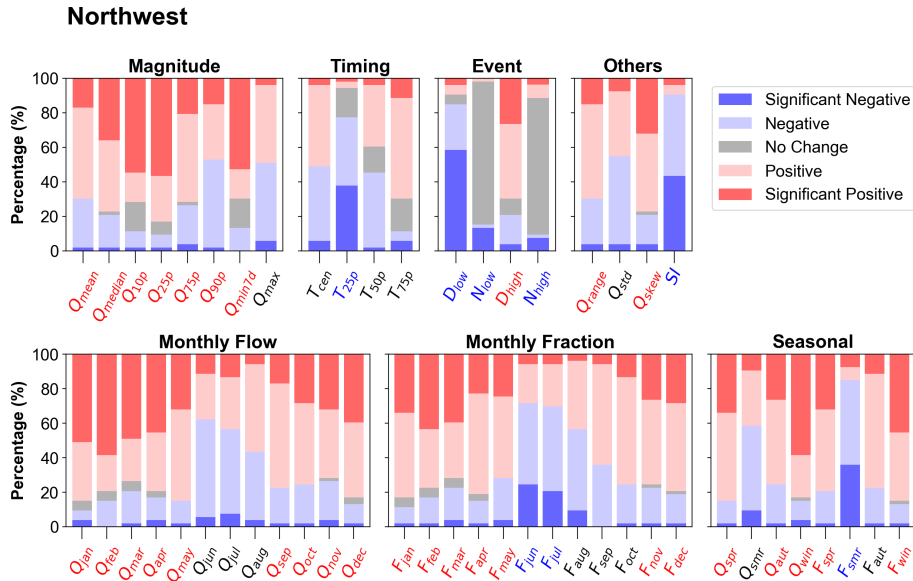 Northwest
Magnitude
Timing
Event
Others
Percentage (%)
100
80
60
40
20
0
Qmean
Qmedian
Q10p
Q25p
Q75p
Q90p
Qmin7d
Qmax
Tcen
T25p
T50p
T75p
Dlow
Nlow
Dhigh
Nhigh
Qrange
Qstd
Qskew
SI
Significant Negative
Negative
No Change
Positive
Significant Positive
Monthly Flow
Monthly Fraction
Seasonal
Percentage (%)
100
80
60
40
20
0
Qjan
Qfeb
Qmar
Qapr
Qmay
Qjun
Qjul
Qaug
Qsep
Qoct
Qnov
Qdec
Fjan
Ffeb
Fmar
Fapr
Fmay
Fjun
Fjul
Faug
Fsep
Foct
Fnov
Fdec
Qspr
Qsmr
Qaut
Qwin
Fspr
Fsmr
Faut
Fwin